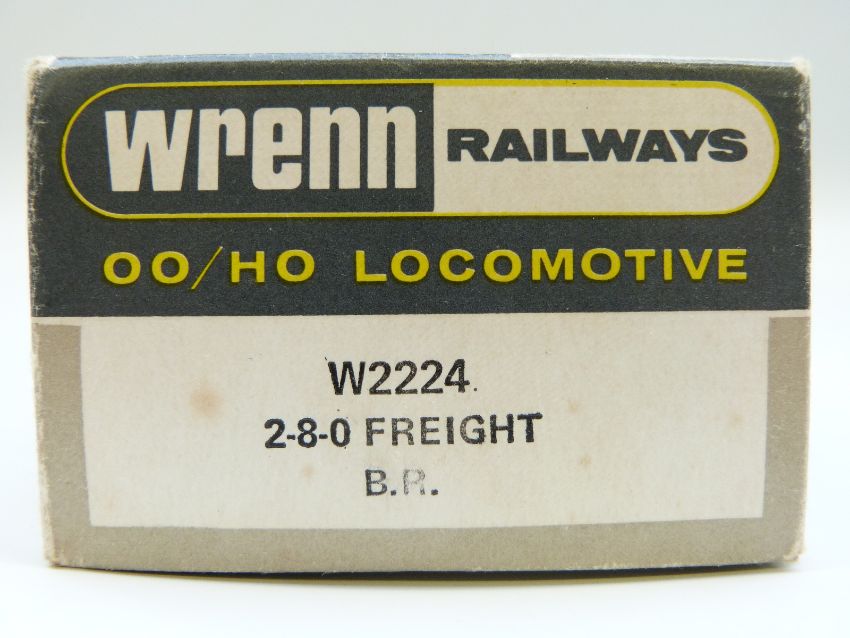 wrenn RAILWAYS
OO/HO LOCOMOTIVE
W2224.
2-8-0 FREIGHT
B.R.